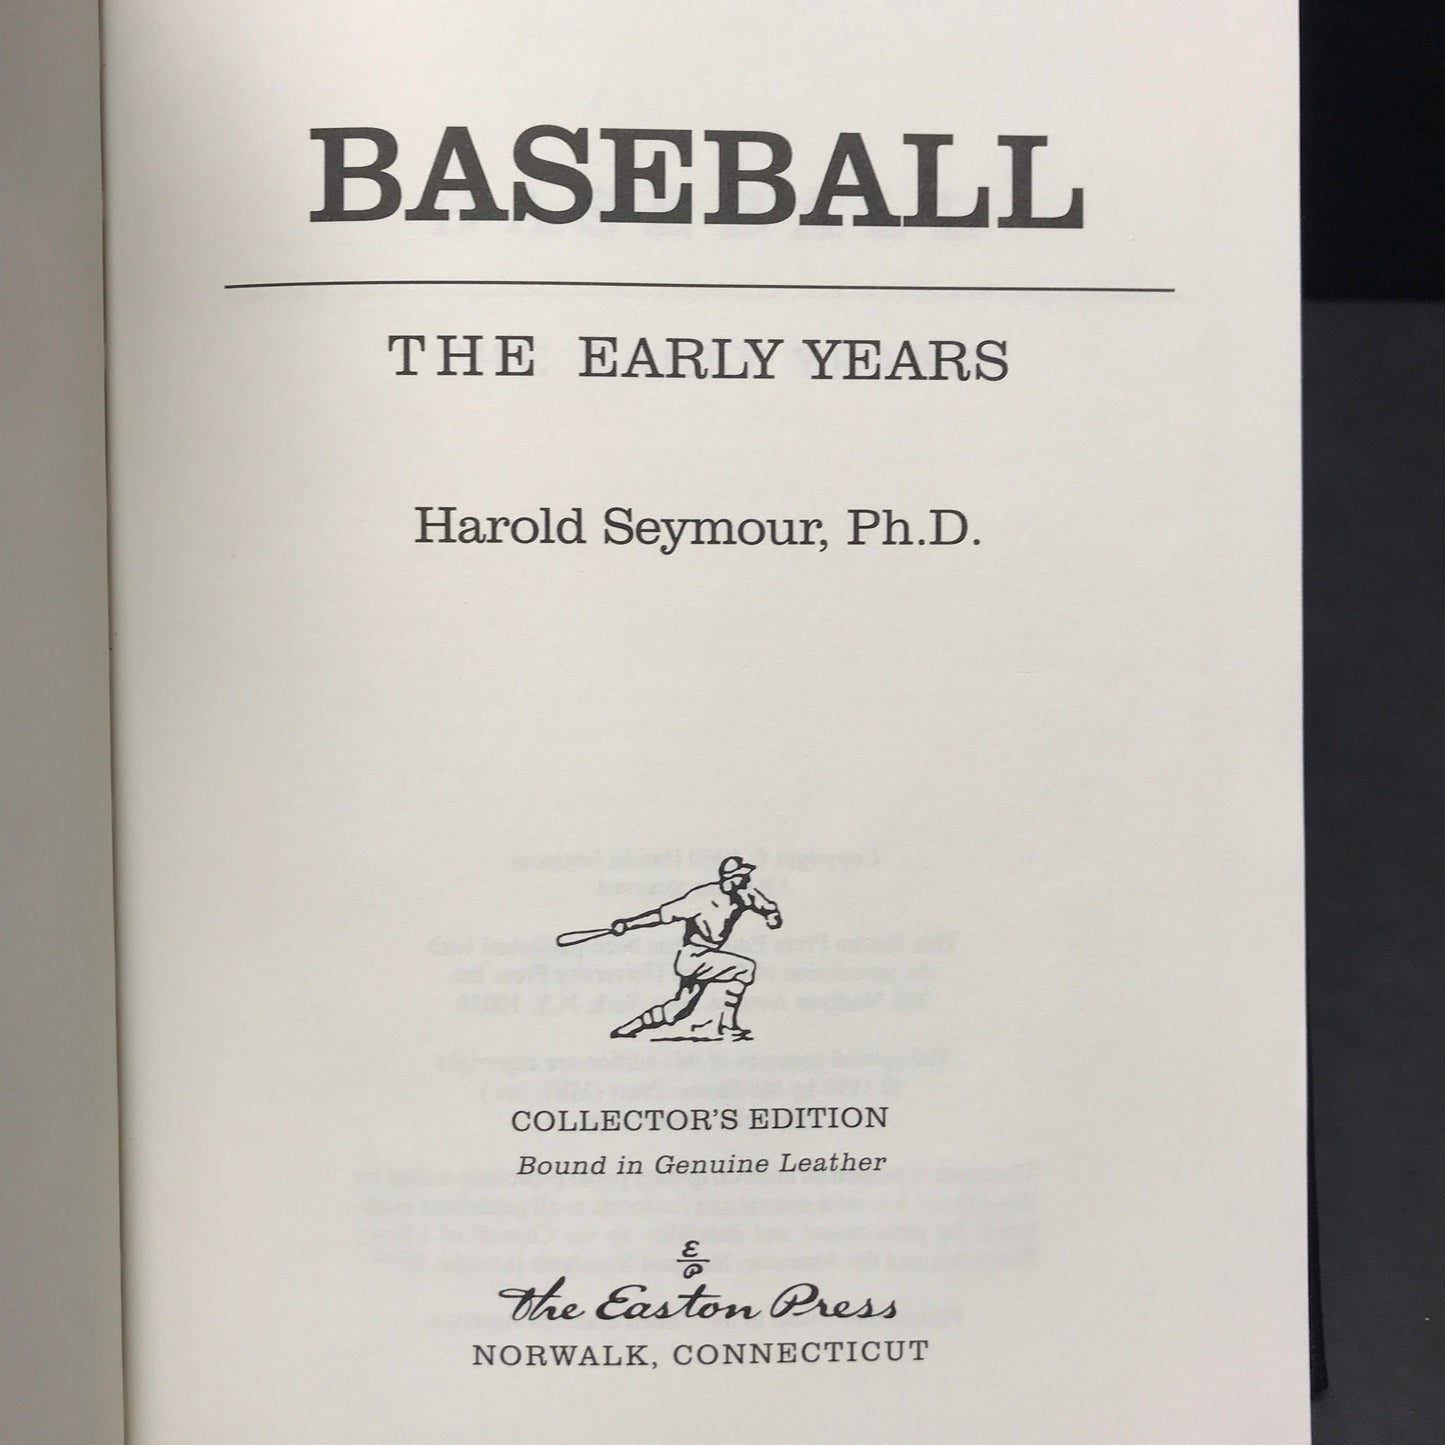 BASEBALL
THE EARLY YEARS
Harold Seymour, Ph.D.
COLLECTOR'S EDITION
Bound in Genuine Leather
E
P
The Easton Press
NORWALK, CONNECTICUT